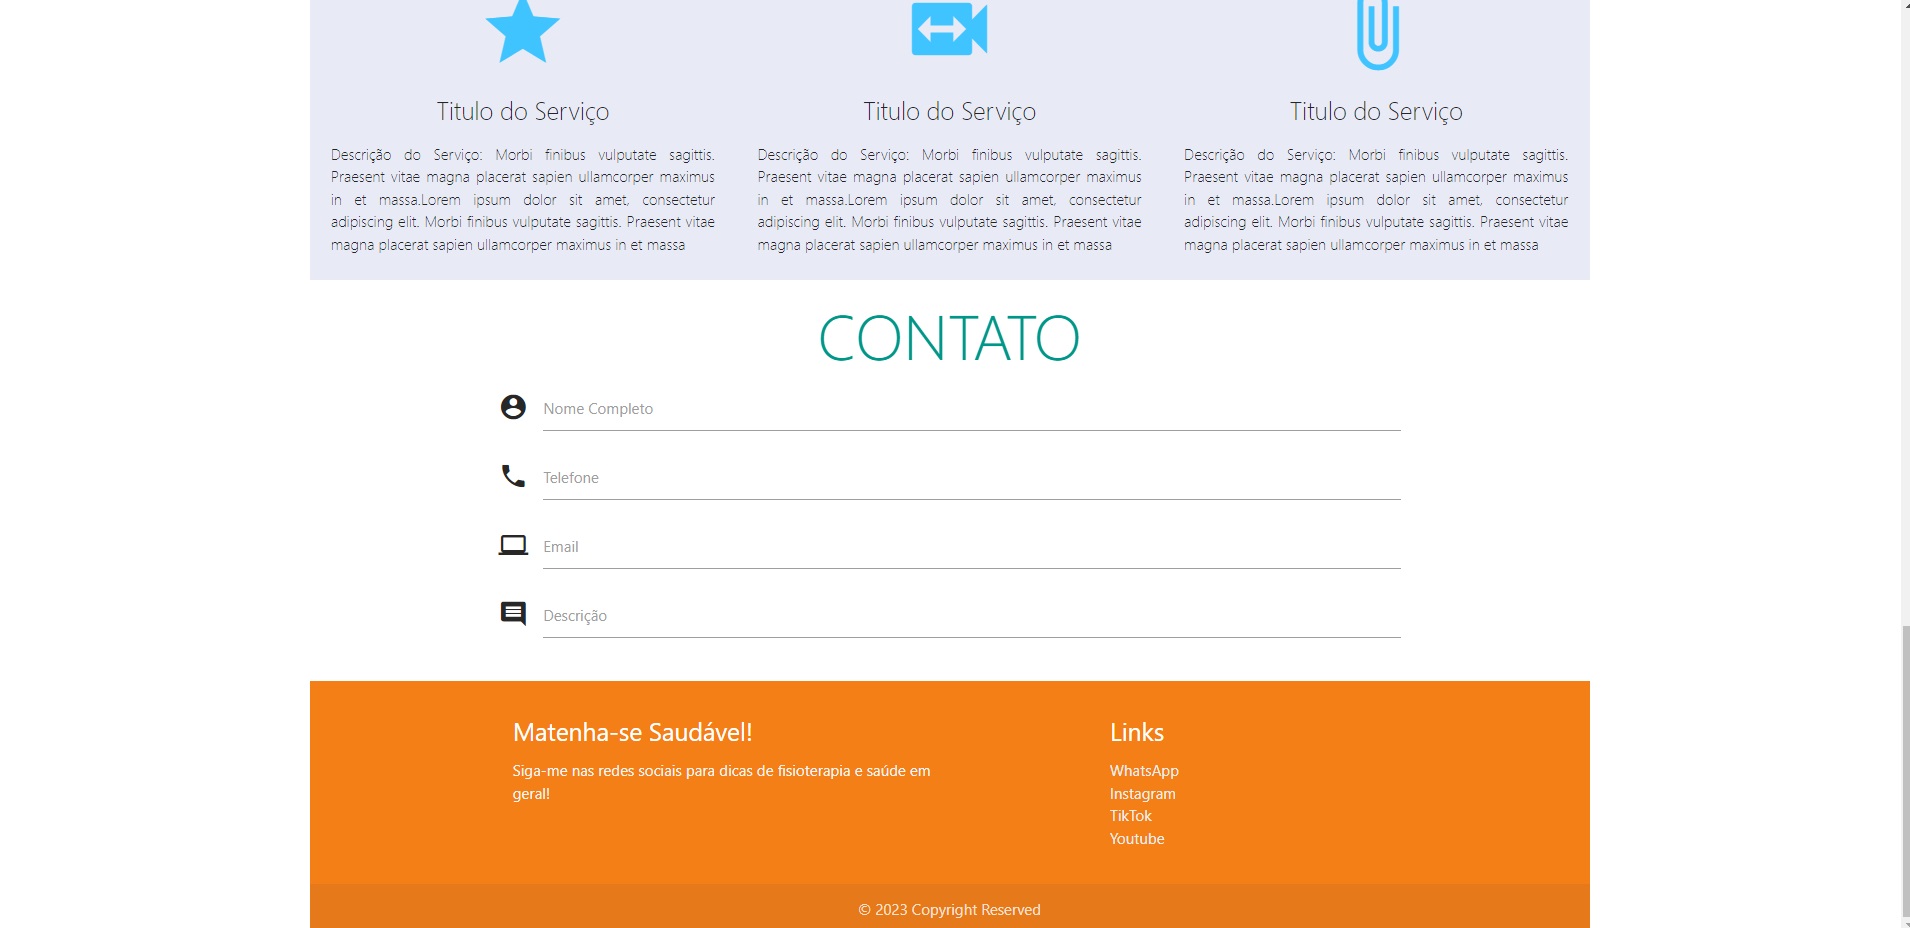 Titulo do Serviço
Descrição do Serviço: Morbi finibus vulputate sagittis.
Praesent vitae magna placerat sapien ullamcorper maximus
in et massa.Lorem ipsum dolor sit amet, consectetur
adipiscing elit. Morbi finibus vulputate sagittis. Praesent vitae
magna placerat sapien ullamcorper maximus in et massa
Titulo do Serviço
Descrição do Serviço: Morbi finibus vulputate sagittis.
Praesent vitae magna placerat sapien ullamcorper maximus
in et massa.Lorem ipsum dolor sit amet, consectetur
adipiscing elit. Morbi finibus vulputate sagittis. Praesent vitae
magna placerat sapien ullamcorper maximus in et massa
Titulo do Serviço
Descrição do Serviço: Morbi finibus vulputate sagittis.
Praesent vitae magna placerat sapien ullamcorper maximus
in et massa.Lorem ipsum dolor sit amet, consectetur
adipiscing elit. Morbi finibus vulputate sagittis. Praesent vitae
magna placerat sapien ullamcorper maximus in et massa
CONTATO
Nome Completo
Telefone
Email
Descrição
Matenha-se Saudável!
Siga-me nas redes sociais para dicas de fisioterapia e saúde em
geral!
Links
WhatsApp
Instagram
TikTok
Youtube
© 2023 Copyright Reserved